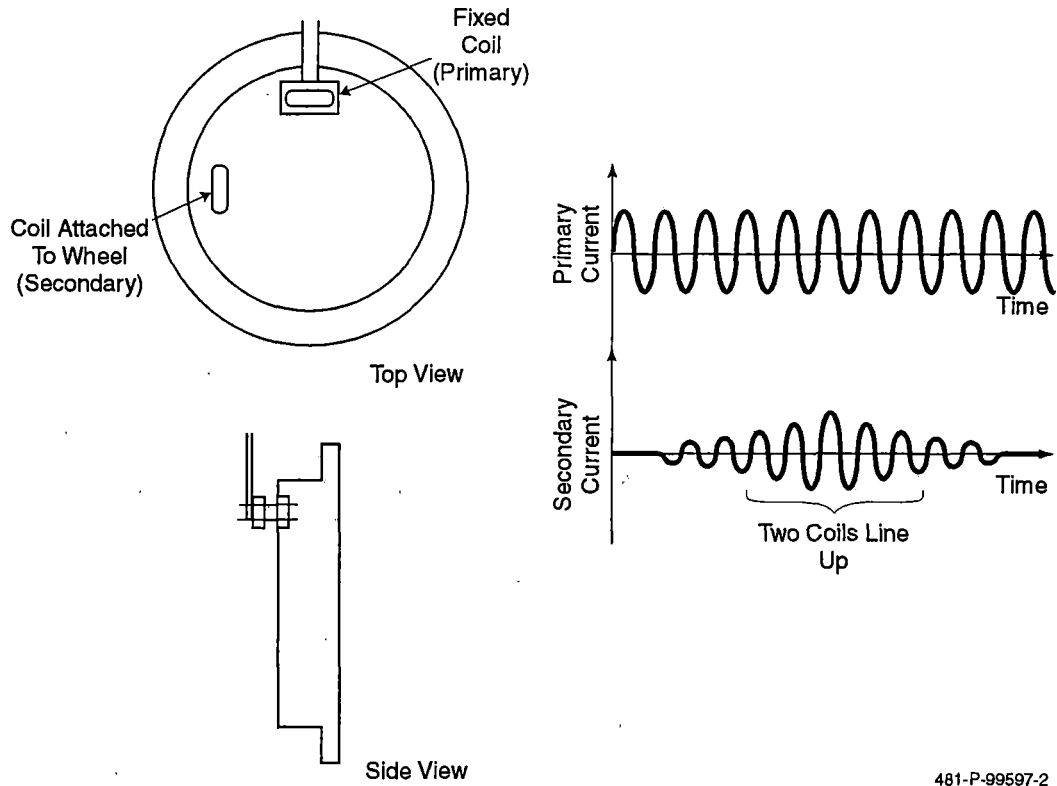 Fixed
Coil
(Primary)
Coil Attached
To Wheel
(Secondary)
Top View
Primary
Current
Time
Secondary
Current
Time
Two Coils Line
Up
Side View
481-P-99597-2